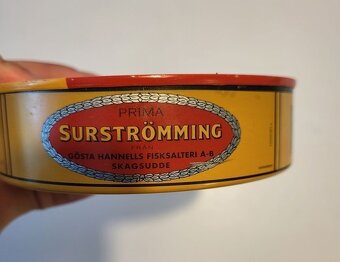 PRIMA
SURSTRÖMMING
FRÅN
GÖSTA HANNELLS FISKSALTERI A-B
SKAGSUDDE